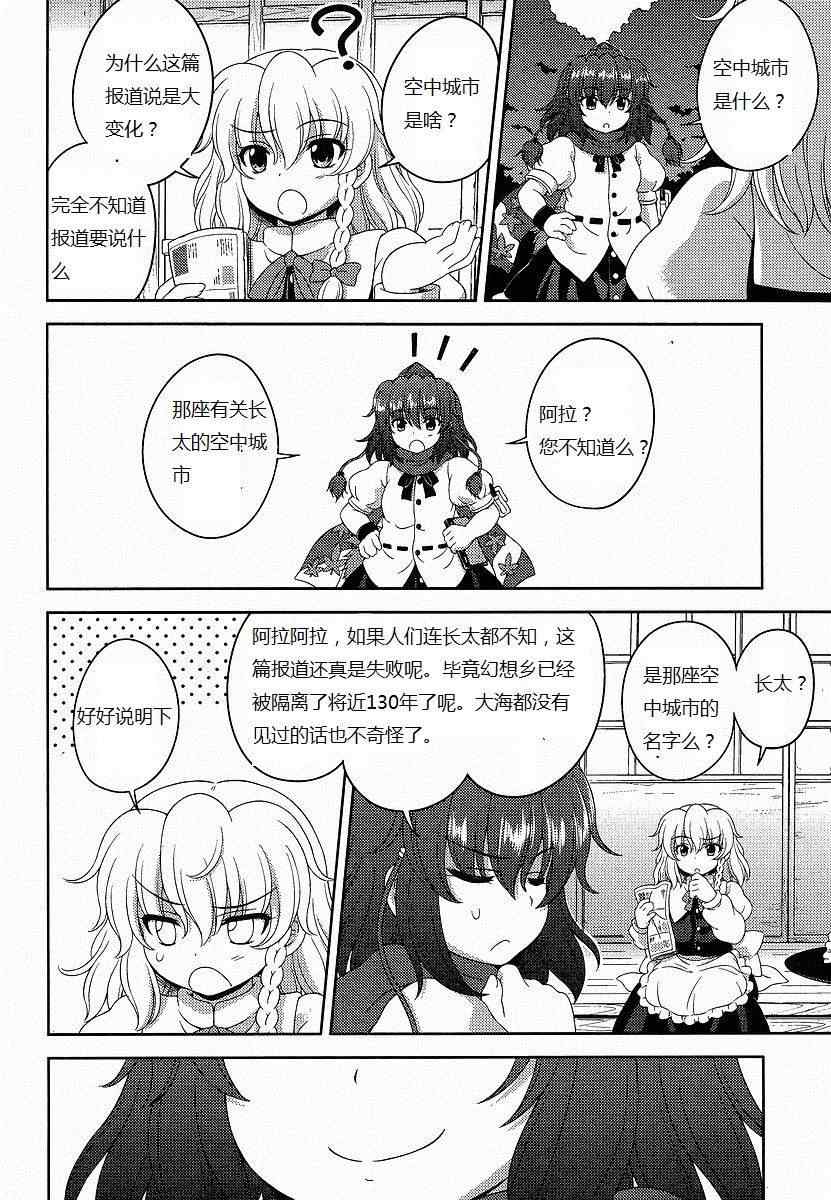 空中城市
是什么？
空中城市
是啥？
？
为什么这篇
报道说是大
变化？
完全不知道
报道要说什
么
阿拉？
您不知道么？
那座有关长
太的空中城
市
长太？
是那座空
中城市的
名字么？
阿拉阿拉，如果人们连长太都不知，这
篇报道还真是失败呢。毕竟幻想乡已经
被隔离了将近130年了呢。大海都没有
见过的话也不奇怪了。
好好说明下